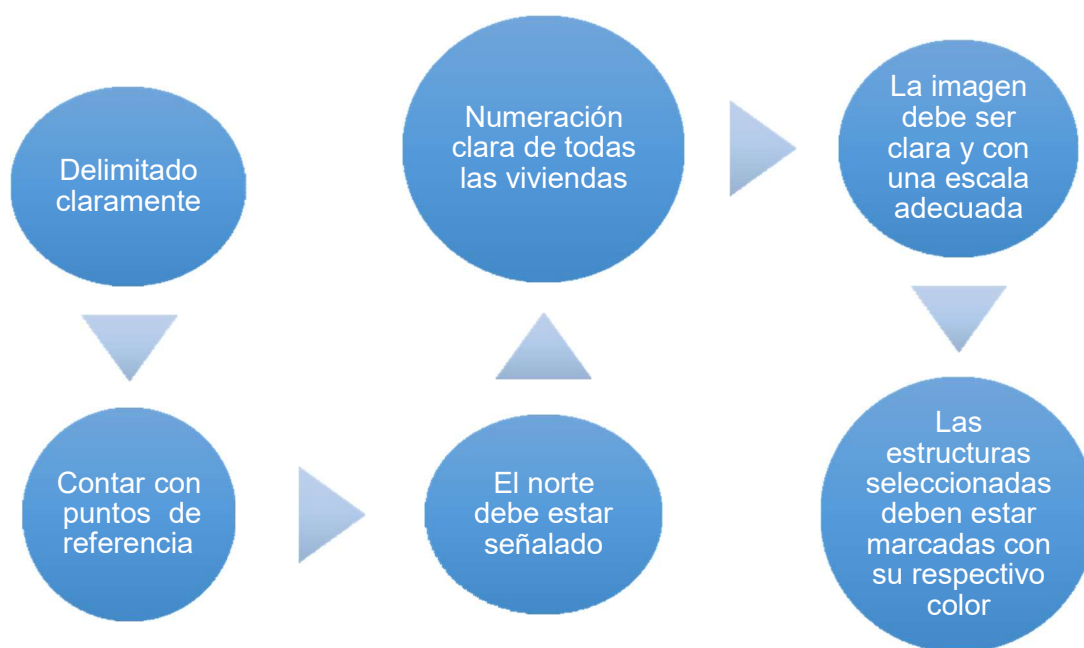 Delimitado
claramente
Contar con
puntos de
referencia
El norte
debe estar
señalado
Numeración
clara de todas
las viviendas
La imagen
debe ser
clara y con
una escala
adecuada
Las
estructuras
seleccionadas
deben estar
marcadas con
su respectivo
color